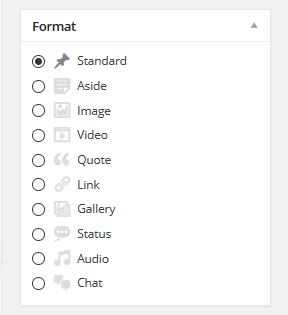 Format
Standard
Aside
Image
Video
Quote
Link
Gallery
Status
Audio
Chat